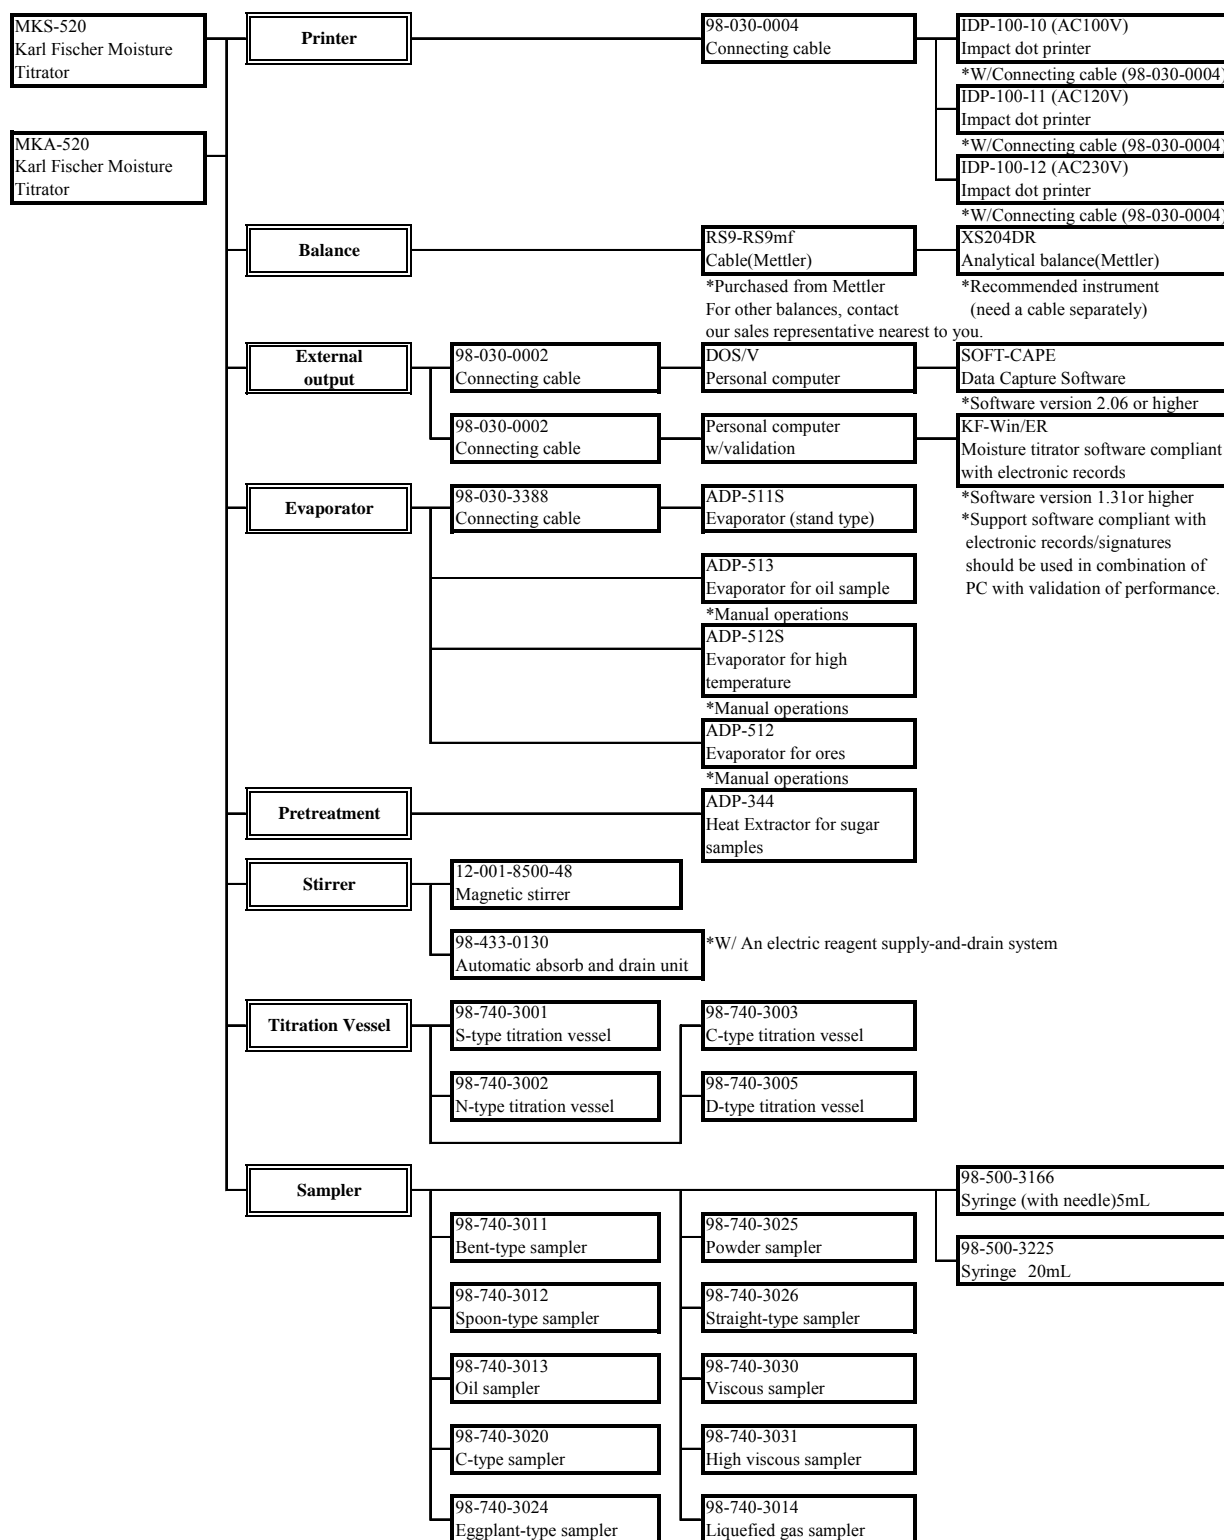 MKS-520
Karl Fischer Moisture
Titrator
MKA-520
Karl Fischer Moisture
Titrator
Printer
98-030-0004
Connecting cable
IDP-100-10 (AC100V)
Impact dot printer
*W/Connecting cable (98-030-0004)
IDP-100-11 (AC120V)
Impact dot printer
*W/Connecting cable (98-030-0004)
IDP-100-12 (AC230V)
Impact dot printer
*W/Connecting cable (98-030-0004)
Balance
RS9-RS9mf
Cable(Mettler)
*Purchased from Mettler
For other balances, contact
our sales representative nearest to you.
XS204DR
Analytical balance(Mettler)
*Recommended instrument
(need a cable separately)
External
output
98-030-0002
Connecting cable
DOS/V
Personal computer
SOFT-CAPE
Data Capture Software
*Software version 2.06 or higher
98-030-0002
Connecting cable
Personal computer
w/validation
KF-Win/ER
Moisture titrator software compliant
with electronic records
*Software version 1.31or higher
*Support software compliant with
electronic records/signatures
should be used in combination of
PC with validation of performance.
Evaporator
98-030-3388
Connecting cable
ADP-511S
Evaporator (stand type)
ADP-513
Evaporator for oil sample
*Manual operations
ADP-512S
Evaporator for high
temperature
*Manual operations
ADP-512
Evaporator for ores
*Manual operations
Pretreatment
ADP-344
Heat Extractor for sugar
samples
Stirrer
12-001-8500-48
Magnetic stirrer
98-433-0130
Automatic absorb and drain unit
*W/ An electric reagent supply-and-drain system
Titration Vessel
98-740-3001
S-type titration vessel
98-740-3003
C-type titration vessel
98-740-3002
N-type titration vessel
98-740-3005
D-type titration vessel
Sampler
98-500-3166
Syringe (with needle)5mL
98-500-3225
Syringe 20mL
98-740-3011
Bent-type sampler
98-740-3025
Powder sampler
98-740-3012
Spoon-type sampler
98-740-3026
Straight-type sampler
98-740-3013
Oil sampler
98-740-3030
Viscous sampler
98-740-3020
C-type sampler
98-740-3031
High viscous sampler
98-740-3024
Eggplant-type sampler
98-740-3014
Liquefied gas sampler